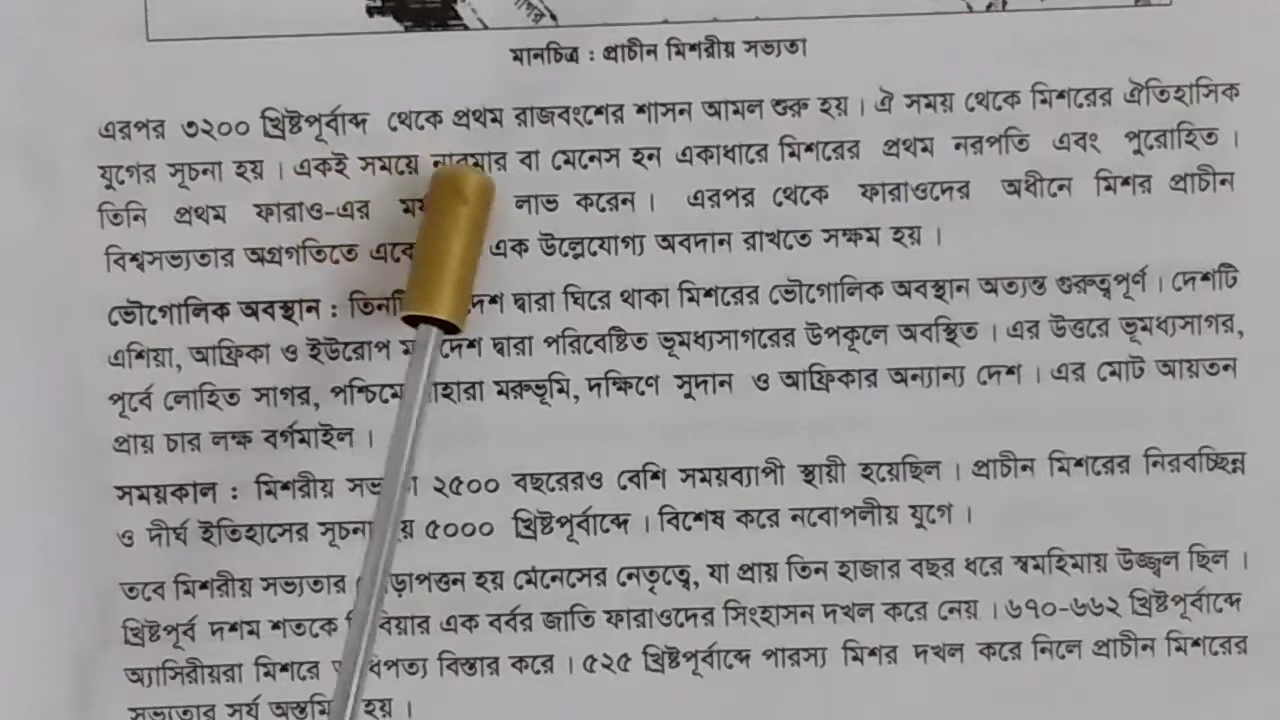 সাগর
মানচিত্র : প্রাচীন মিশরীয় সভ্যতা
এরপর ৩২০০ খ্রিষ্টপূর্বাব্দ থেকে প্রথম রাজবংশের শাসন আমল শুরু হয় । ঐ সময় থেকে মিশরের ঐতিহাসিক
যুগের সূচনা হয় । একই সময়ে নারমার বা মেনেস হন একাধারে মিশরের প্রথম নরপতি এবং পুরোহিত ।
তিনি প্রথম ফারাও-এর লাভ করেন । এরপর থেকে ফারাওদের অধীনে মিশর প্রাচীন
বিশ্বসভ্যতার অগ্রগতিতে এক উল্লেযোগ্য অবদান রাখতে সক্ষম হয় ।
ভৌগোলিক অবস্থান : দ্বারা ঘিরে থাকা মিশরের ভৌগোলিক অবস্থান অত্যন্ত গুরুত্বপূর্ণ । দেশটি
এশিয়া, আফ্রিকা ও ইউরোপ দ্বারা পরিবেষ্টিত ভূমধ্যসাগরের উপকূলে অবস্থিত । এর উত্তরে ভূমধ্যসাগর,
পূর্বে লোহিত সাগর, পশ্চিমে মরুভূমি, দক্ষিণে সুদান ও আফ্রিকার অন্যান্য দেশ । এর মোট আয়তন
প্রায় চার লক্ষ বর্গমাইল ।
সময়কাল : মিশরীয় ২৫০০ বছরেরও বেশি সময়ব্যাপী স্থায়ী হয়েছিল । প্রাচীন মিশরের নিরবচ্ছিন্ন
ও দীর্ঘ ইতিহাসের সূচনা ৫০০০ খ্রিষ্টপূর্বাব্দে । বিশেষ করে নবোপলীয় যুগে ।
তবে মিশরীয় সভ্যতার হয় মেনেসের নেতৃত্বে, যা প্রায় তিন হাজার বছর ধরে স্বমহিমায় উজ্জ্বল ছিল ।
খ্রিষ্টপূর্ব দশম শতকে এক বর্বর জাতি ফারাওদের সিংহাসন দখল করে নেয় । ৬৭০-৬৬২ খ্রিষ্টপূর্বাব্দে
অ্যাসিরীয়রা মিশরে বিস্তার করে । ৫২৫ খ্রিষ্টপূর্বাব্দে পারস্য মিশর দখল করে নিলে প্রাচীন মিশরের
সভ্যতার সূর্য হয় ।